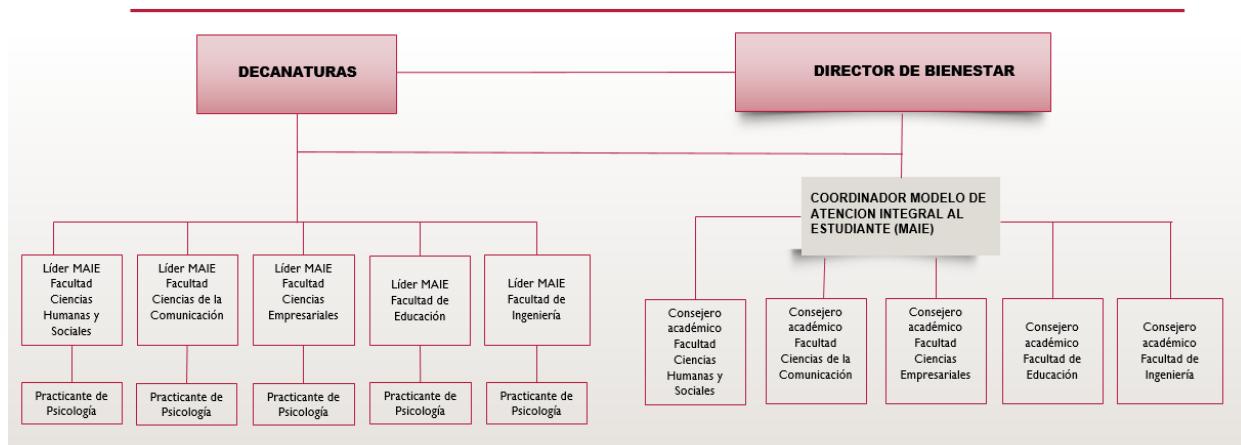 DECANATURAS
DIRECTOR DE BIENESTAR
COORDINADOR MODELO DE
ATENCION INTEGRAL AL
ESTUDIANTE (MAIE)
Líder MAIE
Facultad
Ciencias
Humanas y
Sociales
Líder MAIE
Facultad
Ciencias de la
Comunicación
Líder MAIE
Facultad
Ciencias
Empresariales
Líder MAIE
Facultad de
Educación
Líder MAIE
Facultad de
Ingeniería
Practicante de
Psicología
Practicante de
Psicología
Practicante de
Psicología
Practicante de
Psicología
Practicante de
Psicología
Consejero
académico
Facultad
Ciencias
Humanas y
Sociales
Consejero
académico
Facultad
Ciencias de la
Comunicación
Consejero
académico
Facultad
Ciencias
Empresariales
Consejero
académico
Facultad de
Educación
Consejero
académico
Facultad de
Ingeniería